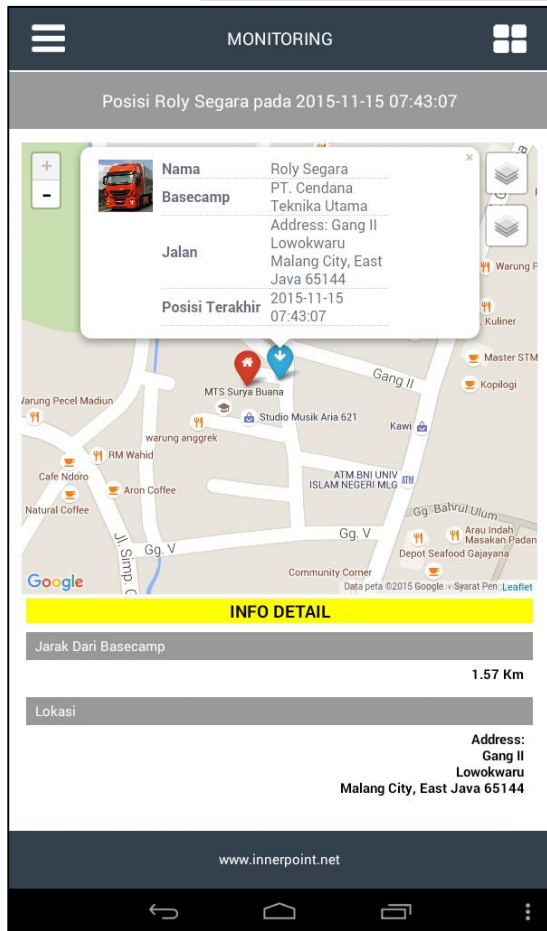 MONITORING
Posisi Roly Segara pada 2015-11-15 07:43:07
+
-
×
Nama Roly Segara
Basecamp PT. Cendana
Teknika Utama
Jalan Address: Gang II
Lowokwaru
Malang City, East
Java 65144
Posisi Terakhir 2015-11-15
07:43:07
Warung
Kuliner
Master STM
Gang II
Kopilogi
MTS Surya Buana
Warung Pecel Madiun
Studio Musik Aria 621
Kawi
warung anggrek
RM Wahid
Cafe Ndoro
ATM BNI UNIV
ISLAM NEGERI MLG
ATM
Aron Coffee
Natural Coffee
Gg. Bahrul Ulum
Jl. Simp.
Gg. V
Gg. V
Arau Indah
Masakan Padan
Depot Seafood Gajayana
Community Corner
Google
Data peta ©2015 Google
Syarat Pen
Leaflet
INFO DETAIL
Jarak Dari Basecamp
1.57 Km
Lokasi
Address:
Gang II
Lowokwaru
Malang City, East Java 65144
www.innerpoint.net